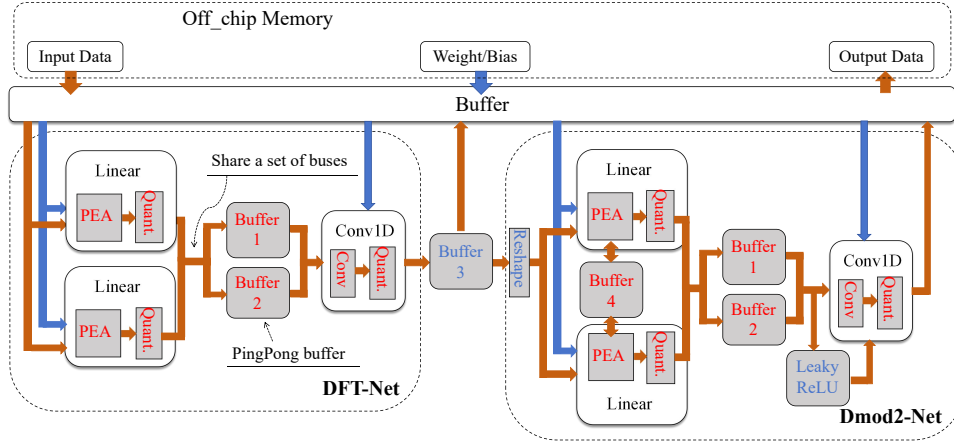 Off_chip Memory
Input Data
Weight/Bias
Output Data
Buffer
Linear
PEA
Quant.
Linear
PEA
Quant.
Share a set of buses
Buffer
1
Buffer
2
PingPong buffer
Conv1D
Conv
Quant.
DFT-Net
Buffer
3
Reshape
Linear
PEA
Quant.
Buffer
4
PEA
Quant.
Linear
Buffer
1
Buffer
2
Leaky
ReLU
Conv1D
Conv
Quant.
Dmod2-Net